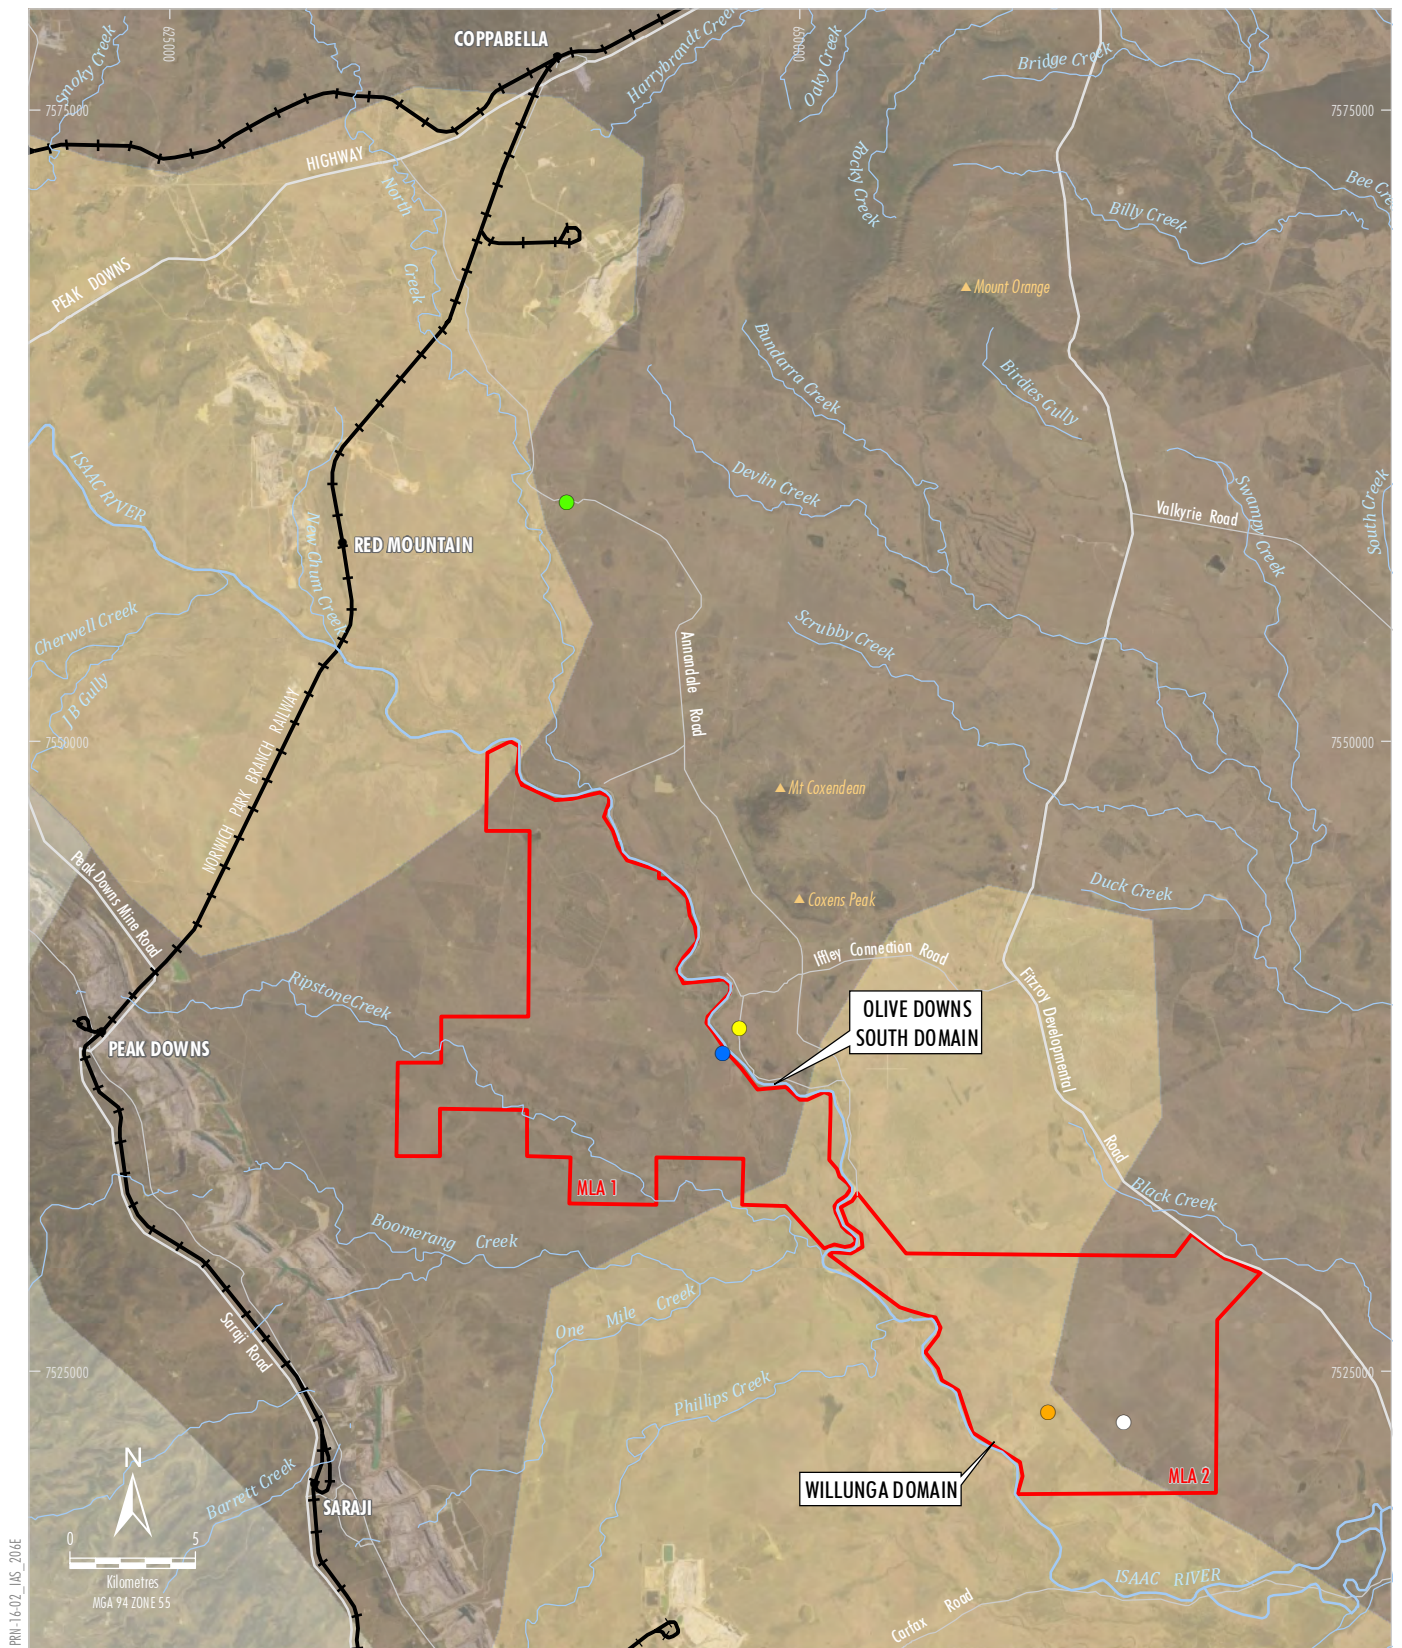 COPPABELLA
625000
650000
Smoky Creek
Harrybrandt Creek
Oaky Creek
Bridge Creek
7575000
7575000
HIGHWAY
North
Creek
Rocky Creek
Bee Cre
Billy Creek
PEAK DOWNS
Mount Orange
Bundarra Creek
Birdies Gully
ISAAC RIVER
Devlin Creek
Swampy Creek
South Creek
Valkyrie Road
New Chum Creek
RED MOUNTAIN
Cherwell Creek
Scrubby Creek
Annandale Road
J B Gully
NORWICH PARK BRANCH RAILWAY
7550000
7550000
Mt Coxendean
Peak Downs Mine Road
Duck Creek
Coxens Peak
Iffley Connection Road
Ripstone Creek
Fitzroy Developmental
Road
OLIVE DOWNS
SOUTH DOMAIN
PEAK DOWNS
MLA 1
Black Creek
Boomerang Creek
One Mile Creek
Saraji Road
7525000
7525000
Phillips Creek
MLA 2
WILLUNGA DOMAIN
Barrett Creek
SARAJI
N
0 5
Kilometres
MGA 94 ZONE 55
ISAAC RIVER
Carfax Road
PRN-16-02_IAS_206E